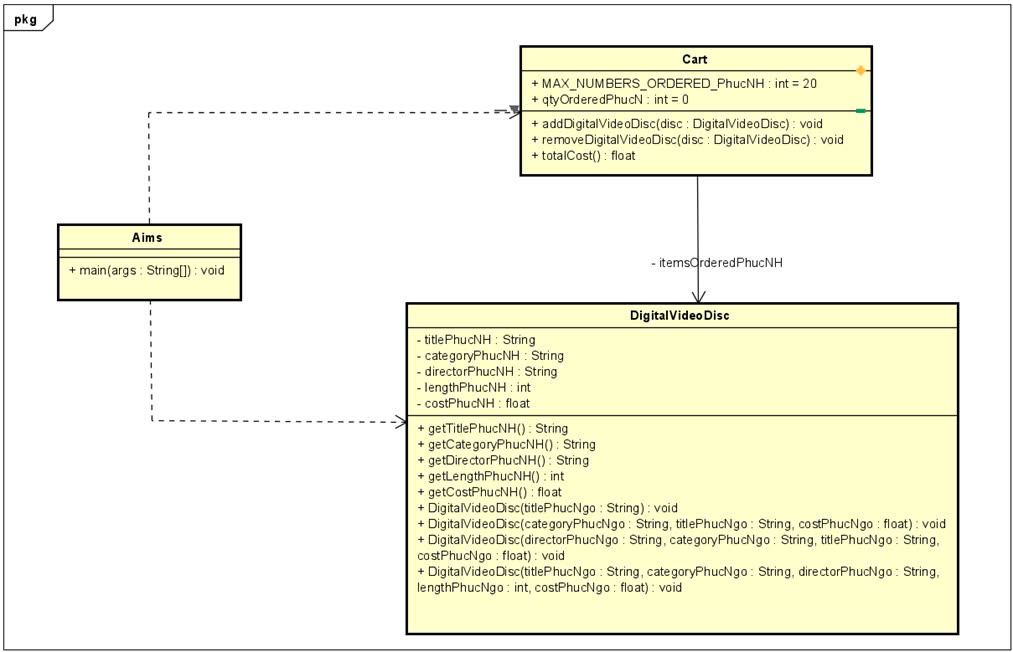 pkg
Cart
+ MAX_NUMBERS_ORDERED_PhucNH : int = 20
+ qtyOrderedPhucN : int = 0
+ addDigitalVideoDisc(disc : DigitalVideoDisc) : void
+ removeDigitalVideoDisc(disc : DigitalVideoDisc) : void
+ totalCost() : float
Aims
+ main(args : String[]) : void
- itemsOrderedPhucNH
DigitalVideoDisc
- titlePhucNH : String
- categoryPhucNH : String
- directorPhucNH : String
- lengthPhucNH : int
- costPhucNH : float
+ getTitlePhucNH() : String
+ getCategoryPhucNH() : String
+ getDirectorPhucNH() : String
+ getLengthPhucNH() : int
+ getCostPhucNH() : float
+ DigitalVideoDisc(titlePhucNgo : String) : void
+ DigitalVideoDisc(categoryPhucNgo : String, titlePhucNgo : String, costPhucNgo : float) : void
+ DigitalVideoDisc(directorPhucNgo : String, categoryPhucNgo : String, titlePhucNgo : String,
costPhucNgo : float) : void
+ DigitalVideoDisc(titlePhucNgo : String, categoryPhucNgo : String, directorPhucNgo : String,
lengthPhucNgo : int, costPhucNgo : float) : void